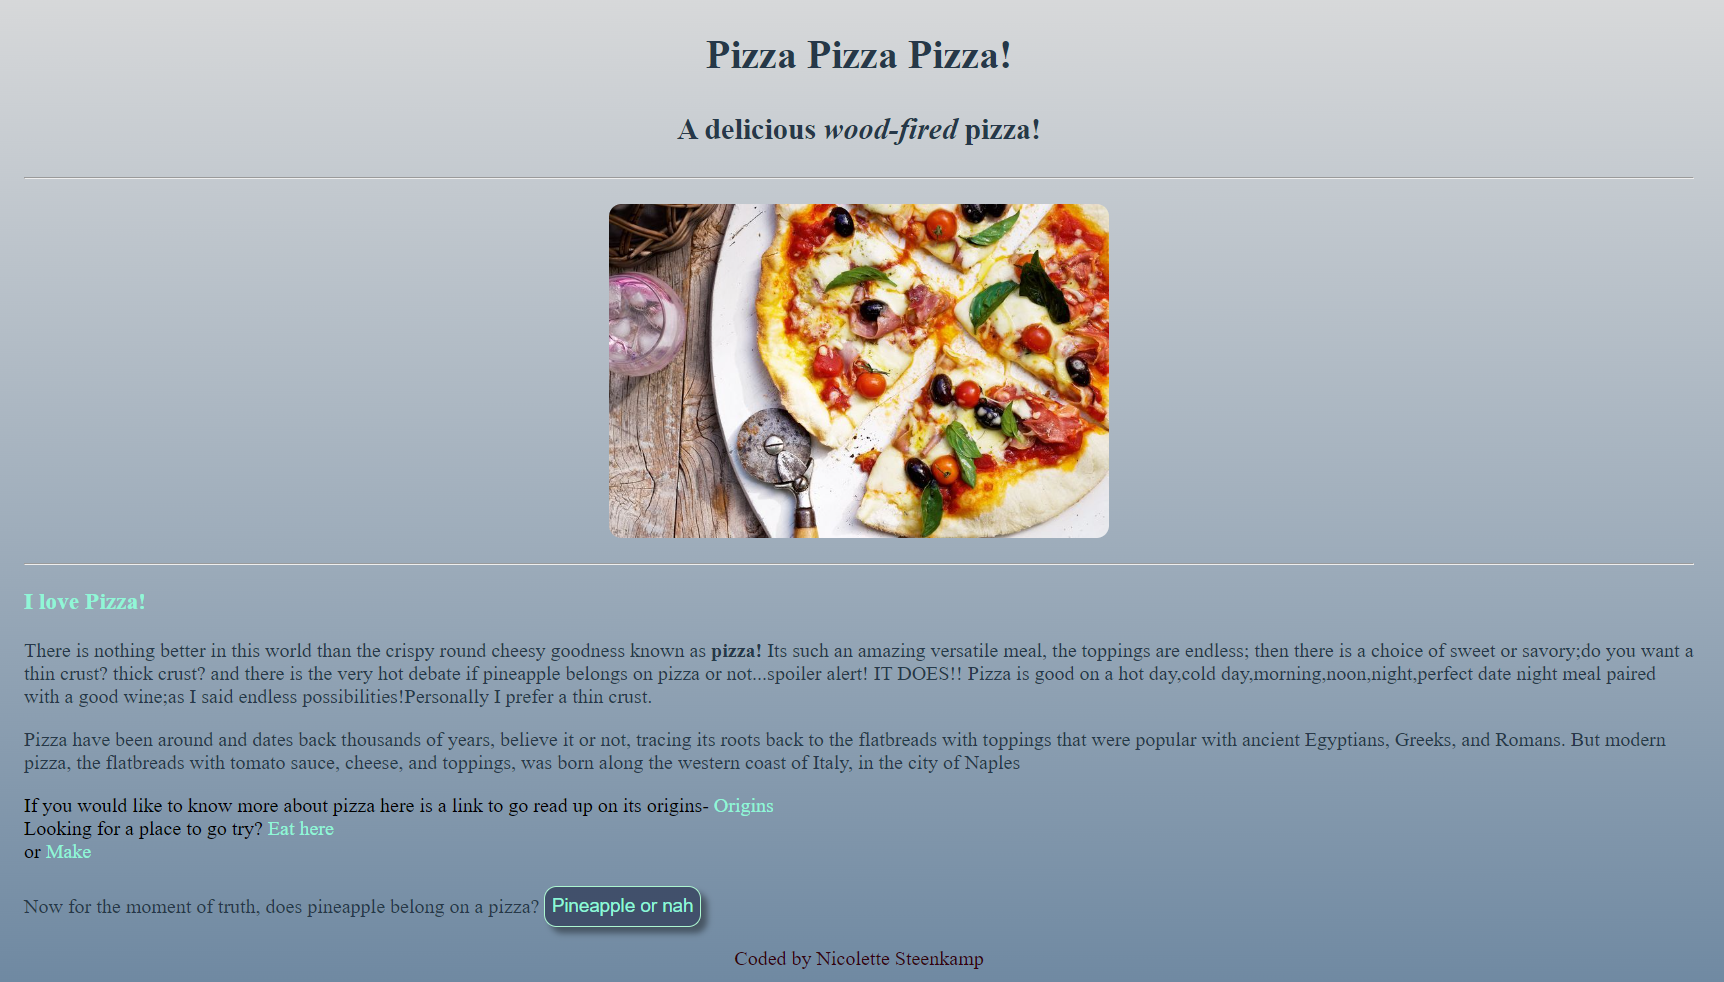 Pizza Pizza Pizza!
A delicious wood-fired pizza!
I love Pizza!
There is nothing better in this world than the crispy round cheesy goodness known as pizza! Its such an amazing versatile meal, the toppings are endless; then there is a choice of sweet or savory;do you want a
thin crust? thick crust? and there is the very hot debate if pineapple belongs on pizza or not...spoiler alert! IT DOES!! Pizza is good on a hot day,cold day,morning,noon,night,perfect date night meal paired
with a good wine;as I said endless possibilities!Personally I prefer a thin crust.
Pizza have been around and dates back thousands of years, believe it or not, tracing its roots back to the flatbreads with toppings that were popular with ancient Egyptians, Greeks, and Romans. But modern
pizza, the flatbreads with tomato sauce, cheese, and toppings, was born along the western coast of Italy, in the city of Naples
If you would like to know more about pizza here is a link to go read up on its origins- Origins
Looking for a place to go try? Eat here
or Make
Now for the moment of truth, does pineapple belong on a pizza? Pineapple or nah
Coded by Nicolette Steenkamp